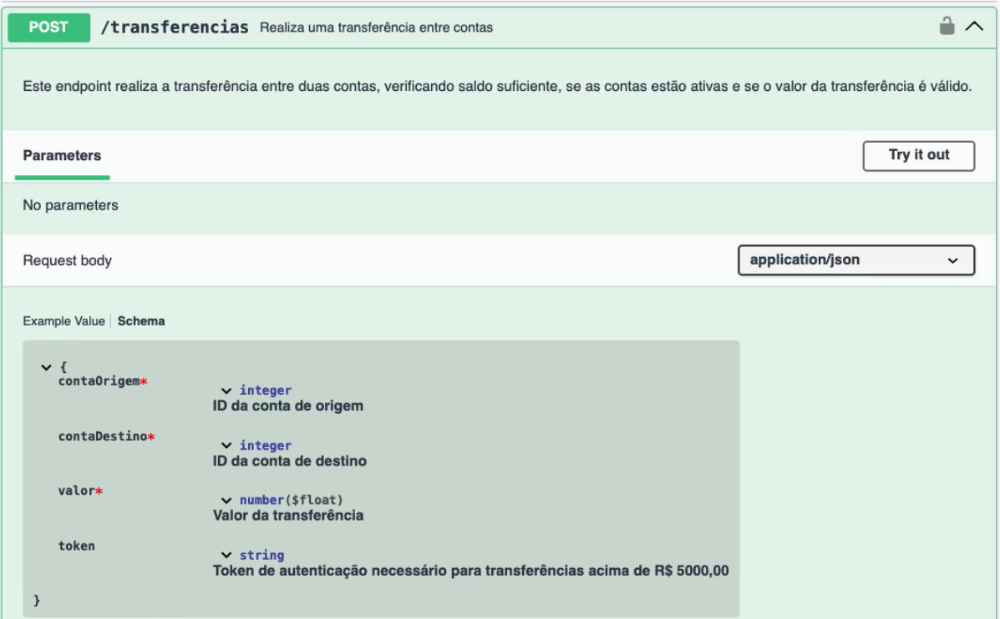 POST /transferencias Realiza uma transferência entre contas
Este endpoint realiza a transferência entre duas contas, verificando saldo suficiente, se as contas estão ativas e se o valor da transferência é válido.
Parameters Try it out
No parameters
Request body application/json
Example Value Schema
{
contaOrigem*
integer
ID da conta de origem
contaDestino*
integer
ID da conta de destino
valor*
number($float)
Valor da transferência
token
string
Token de autenticação necessário para transferências acima de R$ 5000,00
}